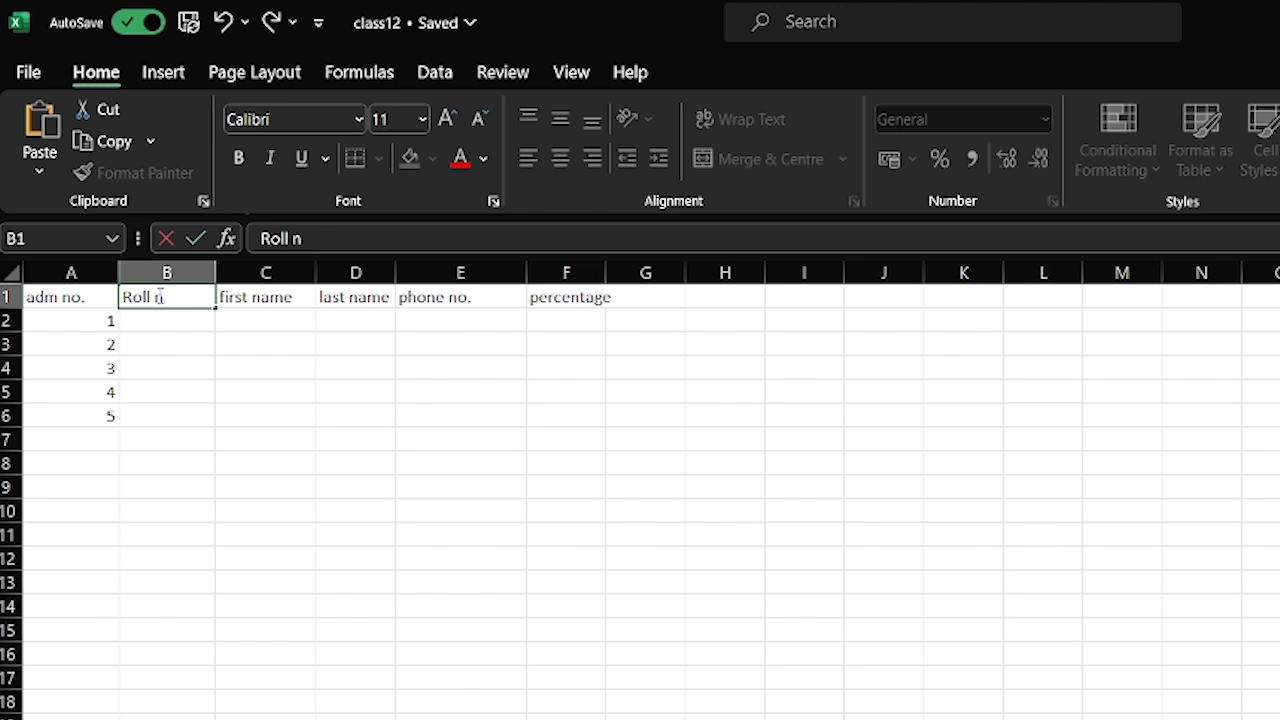 AutoSave class12 • Saved Search
File Home Insert Page Layout Formulas Data Review View Help
Paste Cut Copy Format Painter
Calibri 11
B I U A
Wrap Text
Merge & Centre
General
% 9
Conditional Formatting
Format as Table
Cell Styles
Clipboard Font Alignment Number Styles
B1 fx Roll n
A B C D E F G H I J K L M N
1 adm no. Roll n first name last name phone no. percentage
2 1
3 2
4 3
5 4
6 5
7
8
9
10
11
12
13
14
15
16
17
18